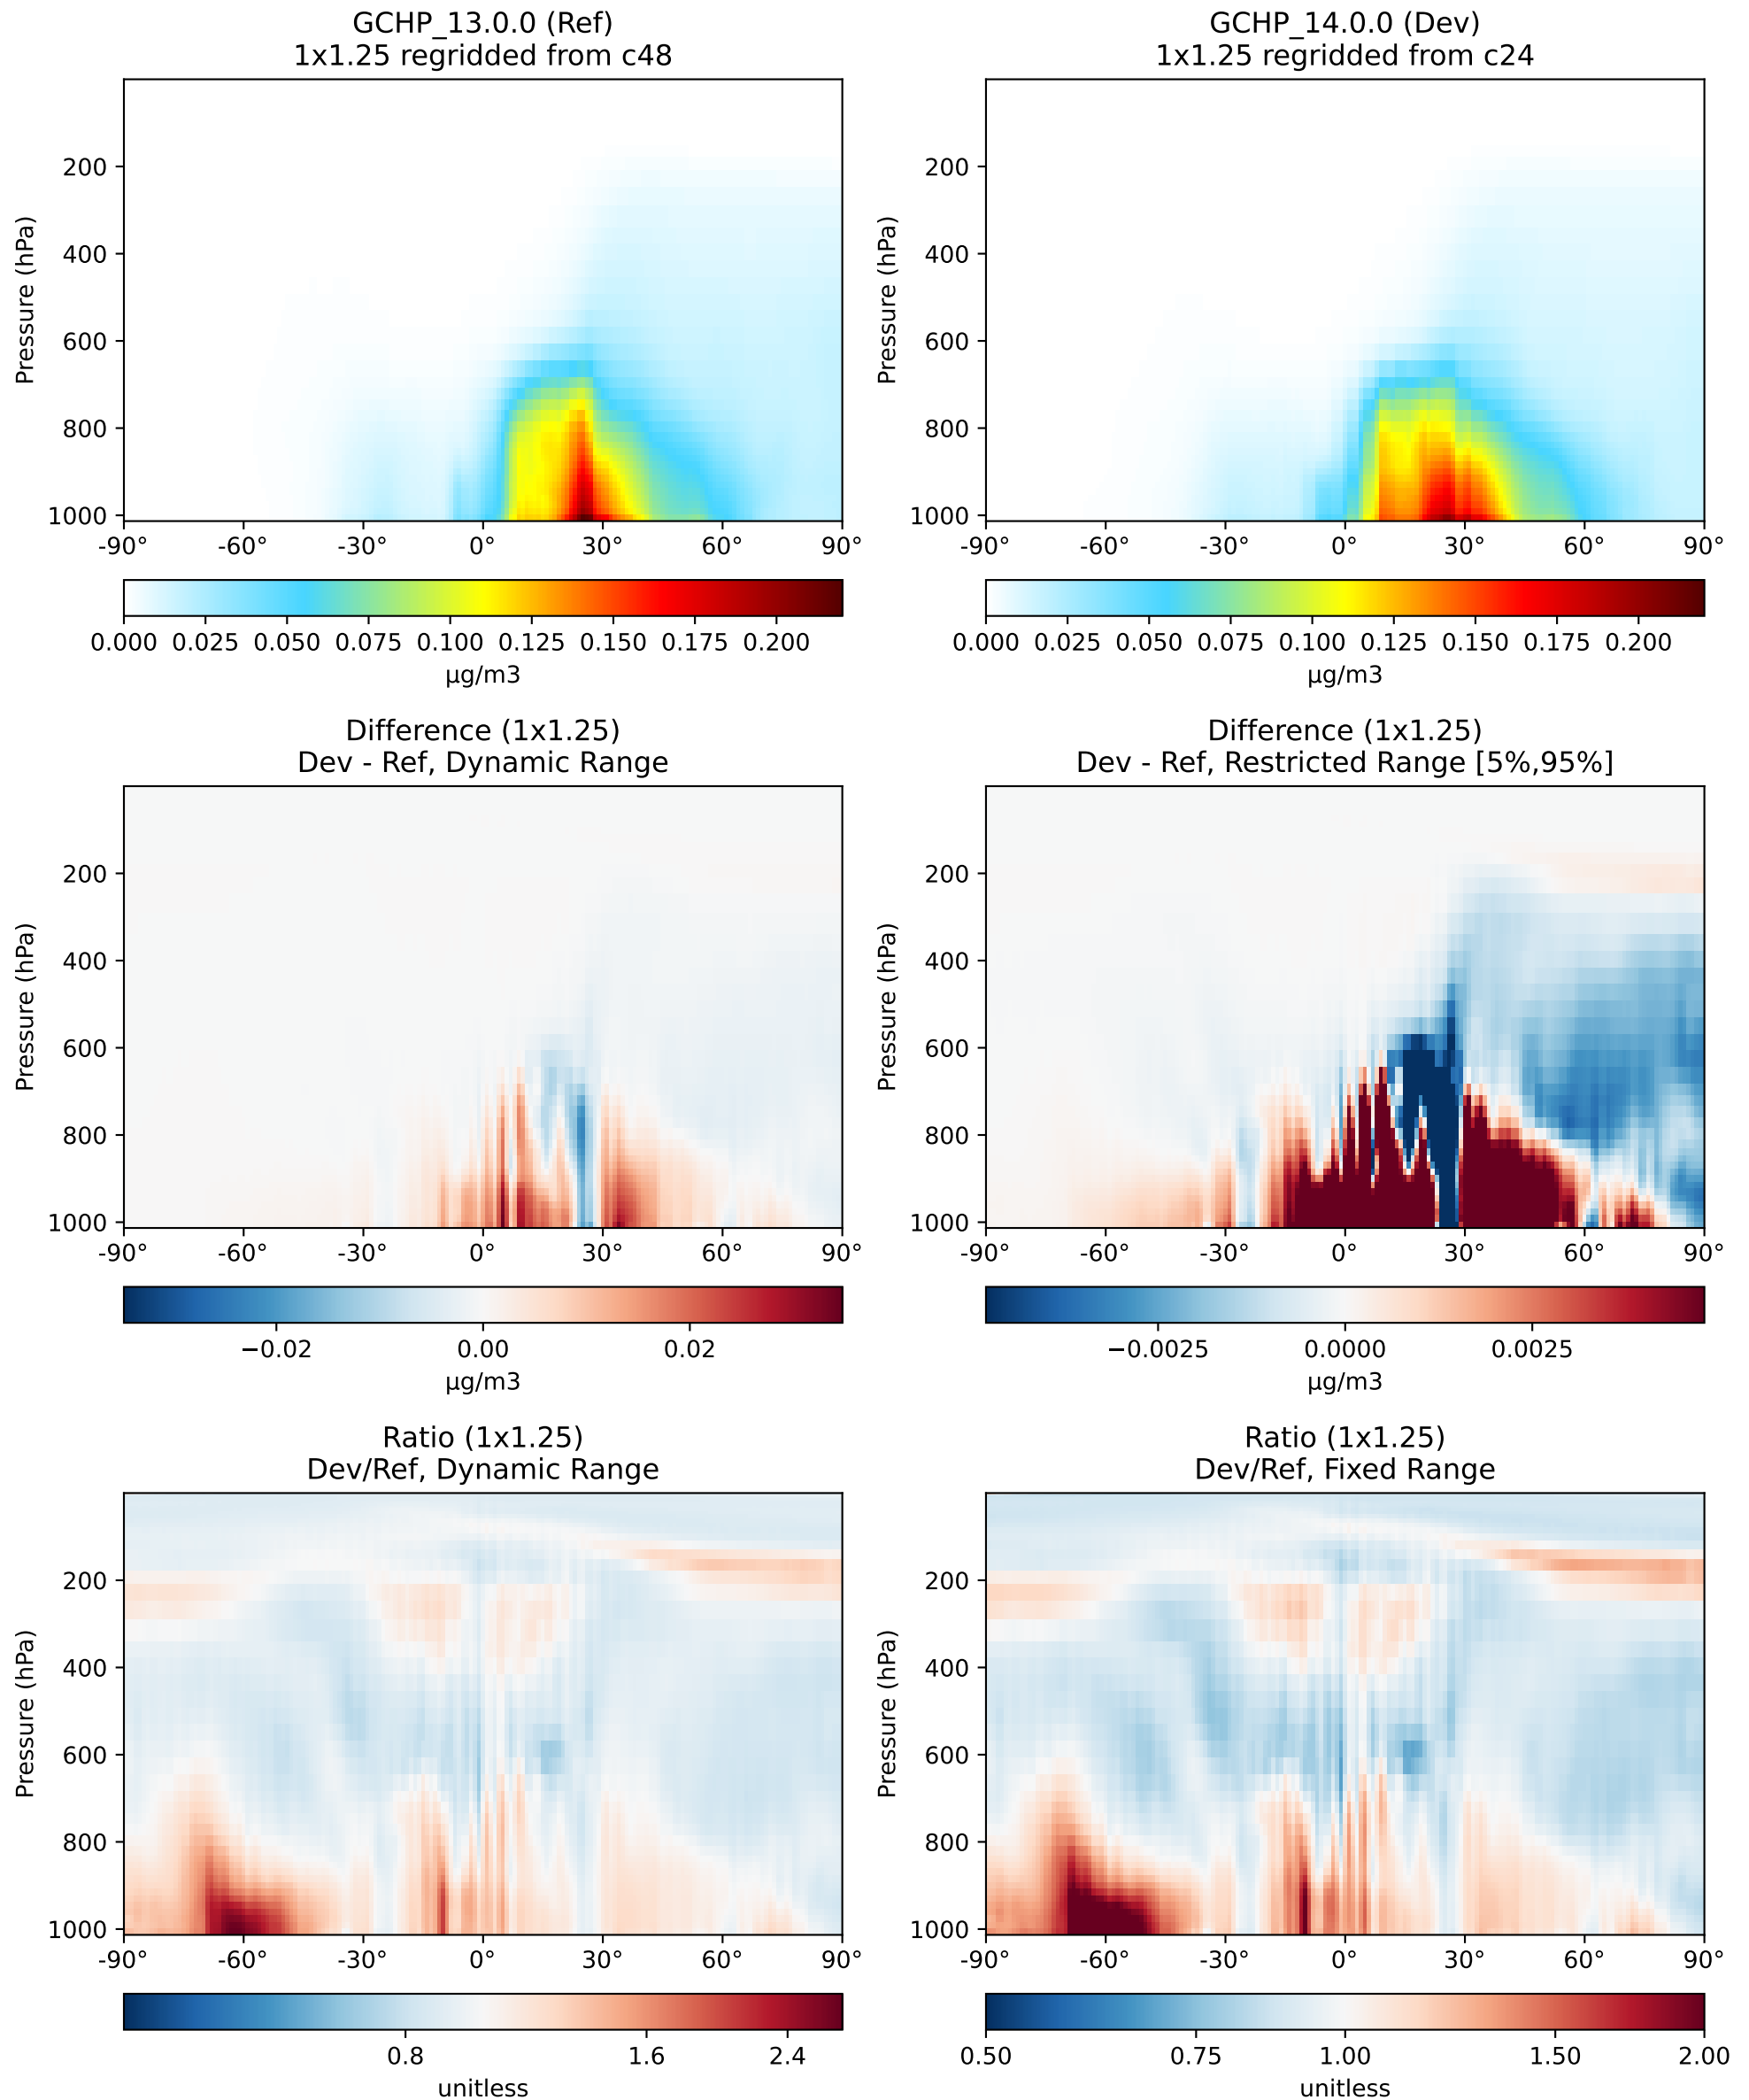 GCHP_13.0.0 (Ref)
1x1.25 regridded from c48
Pressure (hPa)
200
400
600
800
1000
-90° -60° -30° 0° 30° 60° 90°
0.000 0.025 0.050 0.075 0.100 0.125 0.150 0.175 0.200
µg/m3
GCHP_14.0.0 (Dev)
1x1.25 regridded from c24
Pressure (hPa)
200
400
600
800
1000
-90° -60° -30° 0° 30° 60° 90°
0.000 0.025 0.050 0.075 0.100 0.125 0.150 0.175 0.200
µg/m3
Difference (1x1.25)
Dev - Ref, Dynamic Range
Pressure (hPa)
200
400
600
800
1000
-90° -60° -30° 0° 30° 60° 90°
−0.02 0.00 0.02
µg/m3
Difference (1x1.25)
Dev - Ref, Restricted Range [5%,95%]
Pressure (hPa)
200
400
600
800
1000
-90° -60° -30° 0° 30° 60° 90°
−0.0025 0.0000 0.0025
µg/m3
Ratio (1x1.25)
Dev/Ref, Dynamic Range
Pressure (hPa)
200
400
600
800
1000
-90° -60° -30° 0° 30° 60° 90°
0.8 1.6 2.4
unitless
Ratio (1x1.25)
Dev/Ref, Fixed Range
Pressure (hPa)
200
400
600
800
1000
-90° -60° -30° 0° 30° 60° 90°
0.50 0.75 1.00 1.50 2.00
unitless